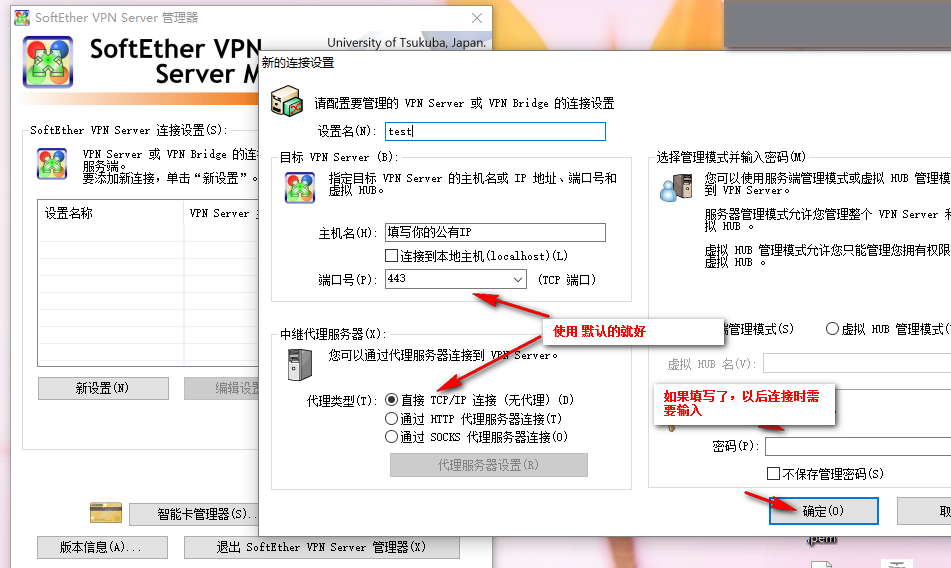 SoftEther VPN Server 管理器
SoftEther VPN
Server M
University of Tsukuba, Japan.
SoftEther VPN Server 连接设置(S):
VPN Server 或 VPN Bridge 的连
服务端。
要添加新连接，单击“新设置”。
设置名称
VPN Server
新设置(N)
编辑设
智能卡管理器(S)..
版本信息(A)...
退出 SoftEther VPN Server 管理器(X)
新的连接设置
请配置要管理的 VPN Server 或 VPN Bridge 的连接设置
设置名(N):
test
目标 VPN Server (B):
指定目标 VPN Server 的主机名或 IP 地址、端口号和
虚拟 HUB。
主机名(H):
填写你的公有IP
连接到本地主机(localhost)(L)
端口号(P):
443
(TCP 端口)
使用 默认的就好
中继代理服务器(X):
您可以通过代理服务器连接到 VPN Server。
代理类型(T):
直接 TCP/IP 连接 (无代理) (D)
通过 HTTP 代理服务器连接(T)
通过 SOCKS 代理服务器连接(O)
代理服务器设置(R)
选择管理模式并输入密码(M)
您可以使用服务端管理模式或虚拟 HUB 管理模
到 VPN Server。
服务器管理模式允许您管理整个 VPN Server 和
拟 HUB 。
虚拟 HUB 管理模式允许您只能管理您拥有权限
虚拟 HUB 。
端管理模式(S)
虚拟 HUB 管理模式(
虚拟 HUB 名(V):
如果填写了，以后连接时需
要输入
密码(P):
不保存管理密码(S)
确定(O)
取
.pem